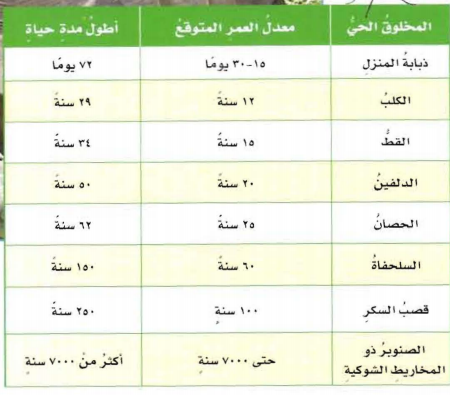 المخلوقُ الحيُّ معدلُ العمرِ المتوقعُ أطولُ مدةِ حياةٍ
ذبابةُ المنزلِ ١٥-٣٠ يومًا ٧٢ يومًا
الكلبُ ١٢ سنةً ٢٩ سنةً
القطُّ ١٥ سنةً ٣٤ سنةً
الدلفينُ ٢٠ سنةً ٥٠ سنةً
الحصانُ ٢٥ سنةً ٦٢ سنةً
السلحفاةُ ٦٠ سنةً ١٥٠ سنةً
قصبُ السكرِ ١٠٠ سنةٍ ٢٥٠ سنةً
الصنوبرُ ذو
المخاريطِ الشوكيةِ حتى ٧٠٠٠ سنةٍ أكثرُ منْ ٧٠٠٠ سنةٍ